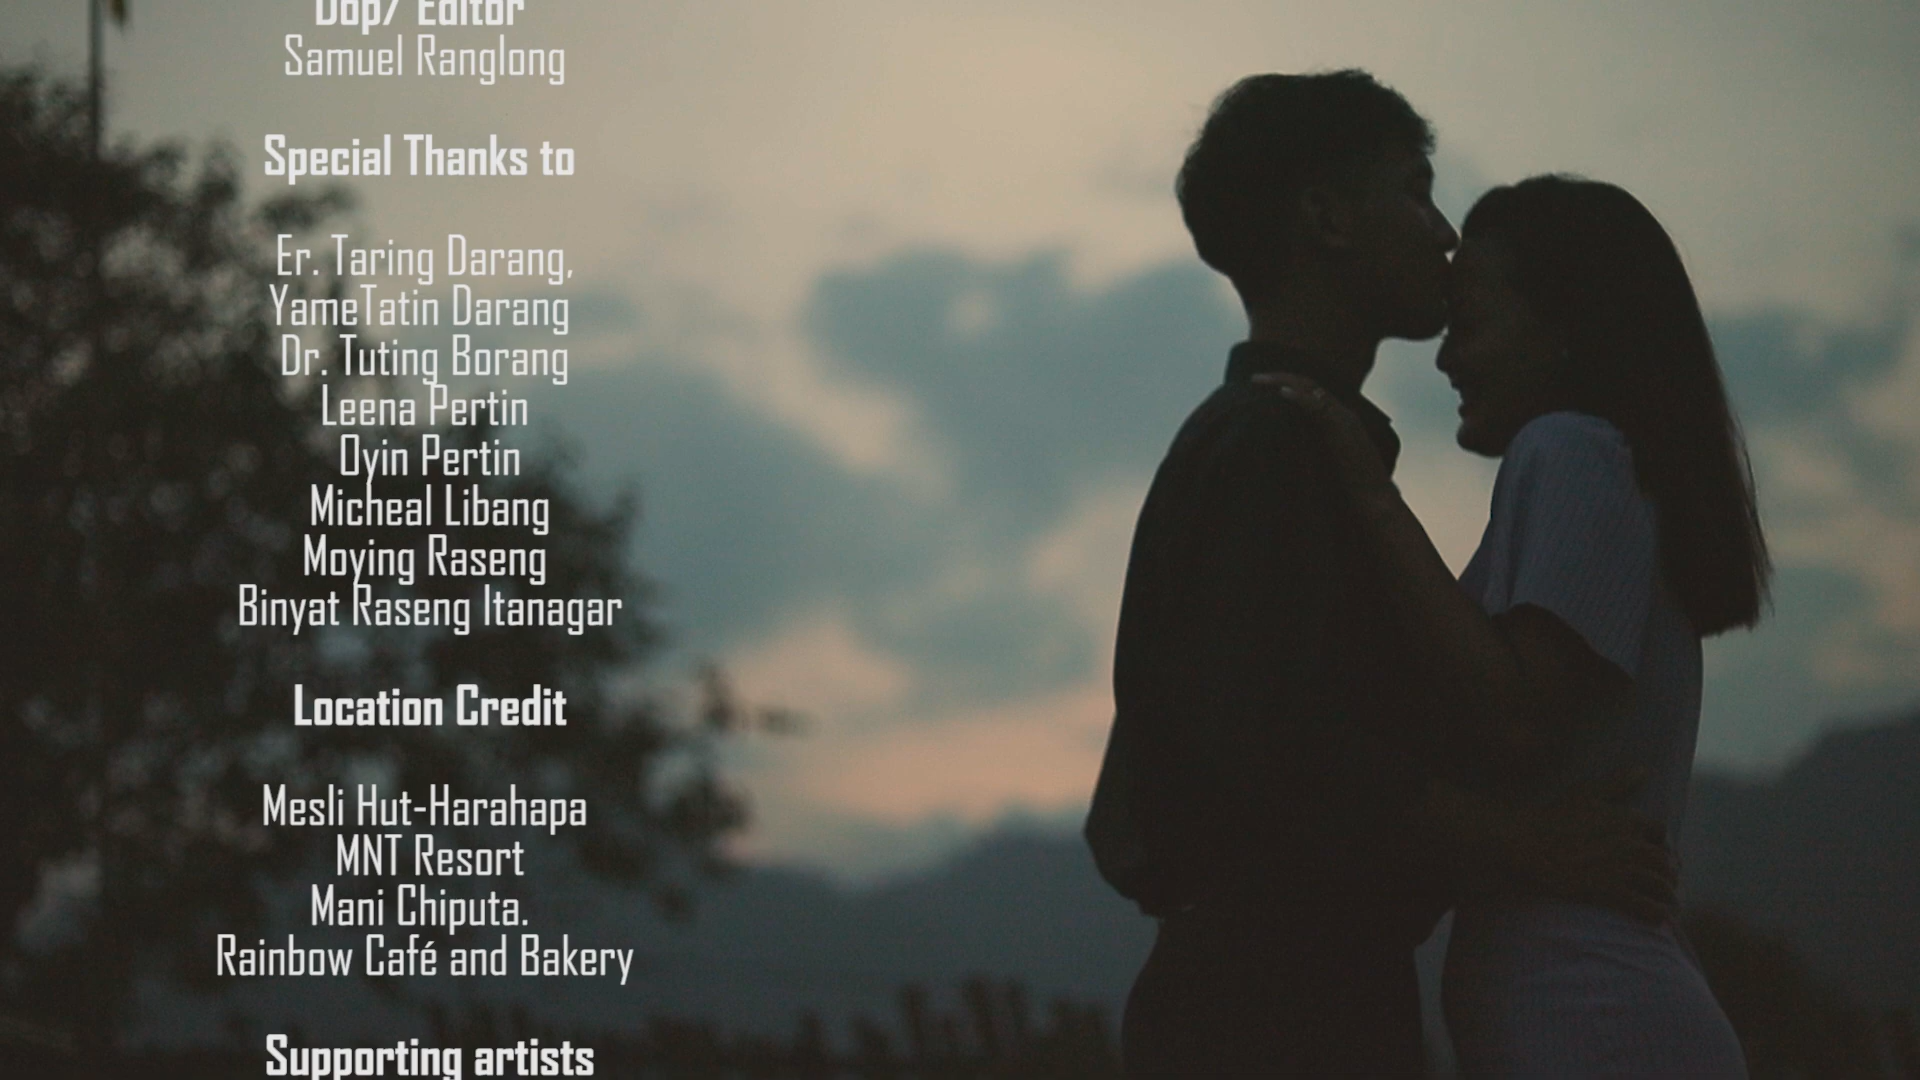 Dop/ Editor
Samuel Ranglong
Special Thanks to
Er. Taring Darang,
YameTatin Darang
Dr. Tuting Borang
Leena Pertin
Oyin Pertin
Micheal Libang
Moying Raseng
Binyat Raseng Itanagar
Location Credit
Mesli Hut-Harahapa
MNT Resort
Mani Chiputa.
Rainbow Café and Bakery
Supporting artists